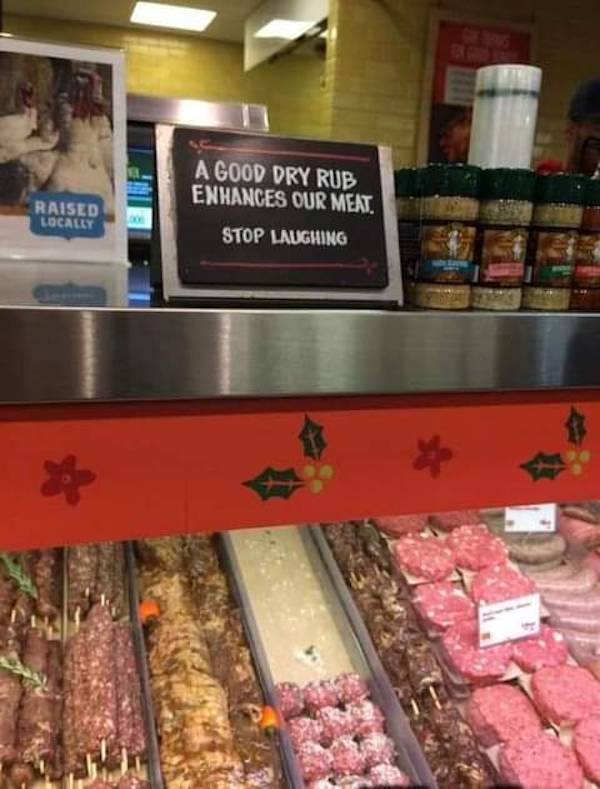 RAISED
LOCALLY
A GOOD DRY RUB
ENHANCES OUR MEAT.
STOP LAUGHING